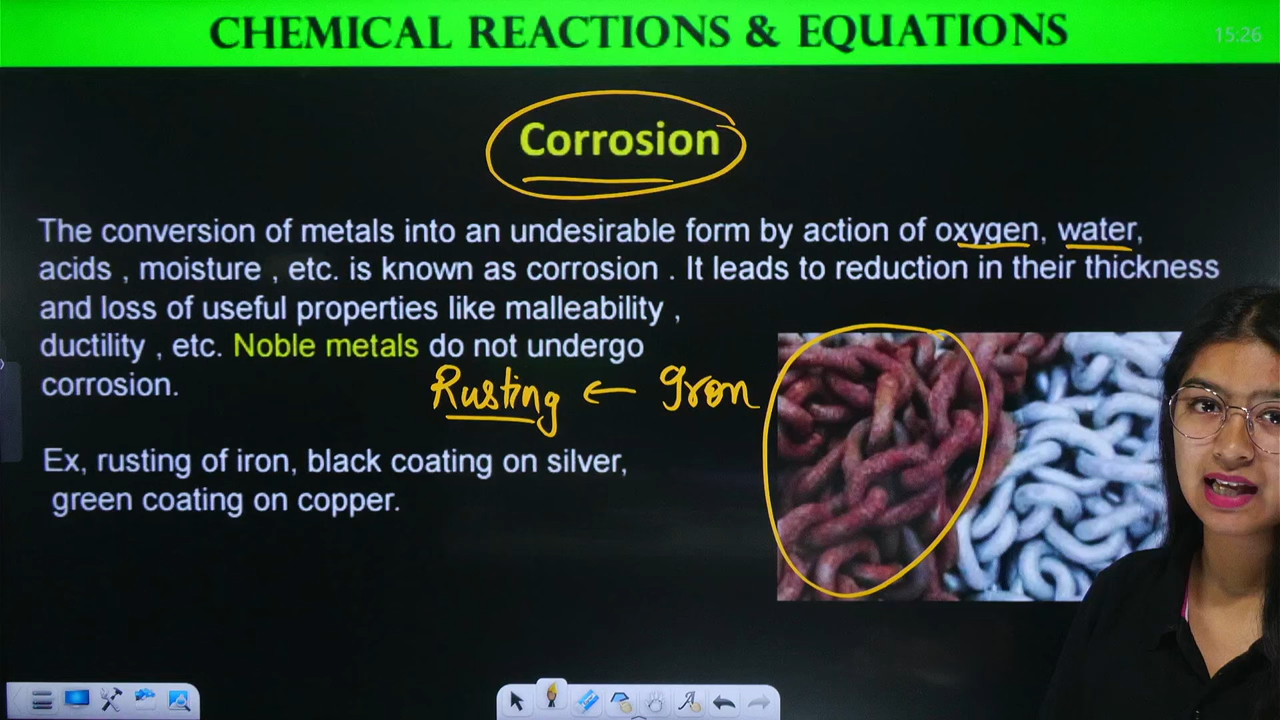 CHEMICAL REACTIONS & EQUATIONS
15:26
Corrosion
The conversion of metals into an undesirable form by action of oxygen, water,
acids , moisture , etc. is known as corrosion . It leads to reduction in their thickness
and loss of useful properties like malleability ,
ductility , etc. Noble metals do not undergo
corrosion.
Rusting ← Iron
Ex, rusting of iron, black coating on silver,
green coating on copper.